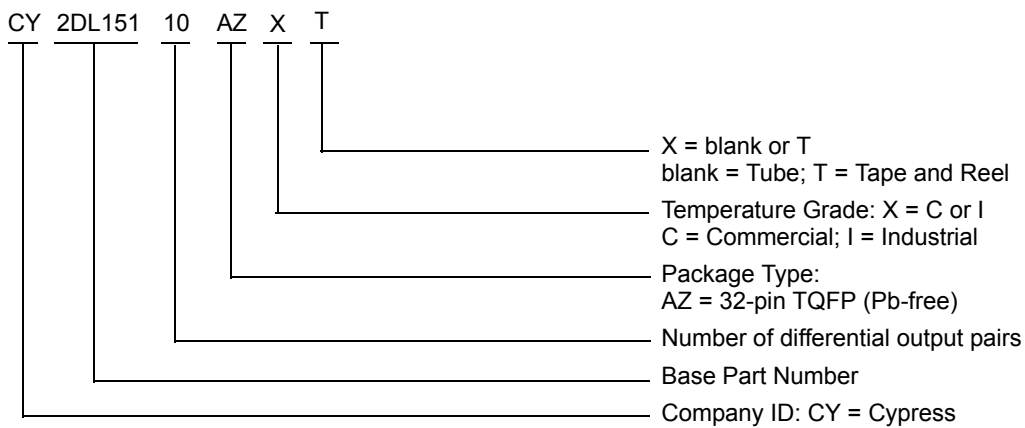 CY 2DL151 10 AZ X T
X = blank or T
blank = Tube; T = Tape and Reel
Temperature Grade: X = C or I
C = Commercial; I = Industrial
Package Type:
AZ = 32-pin TQFP (Pb-free)
Number of differential output pairs
Base Part Number
Company ID: CY = Cypress